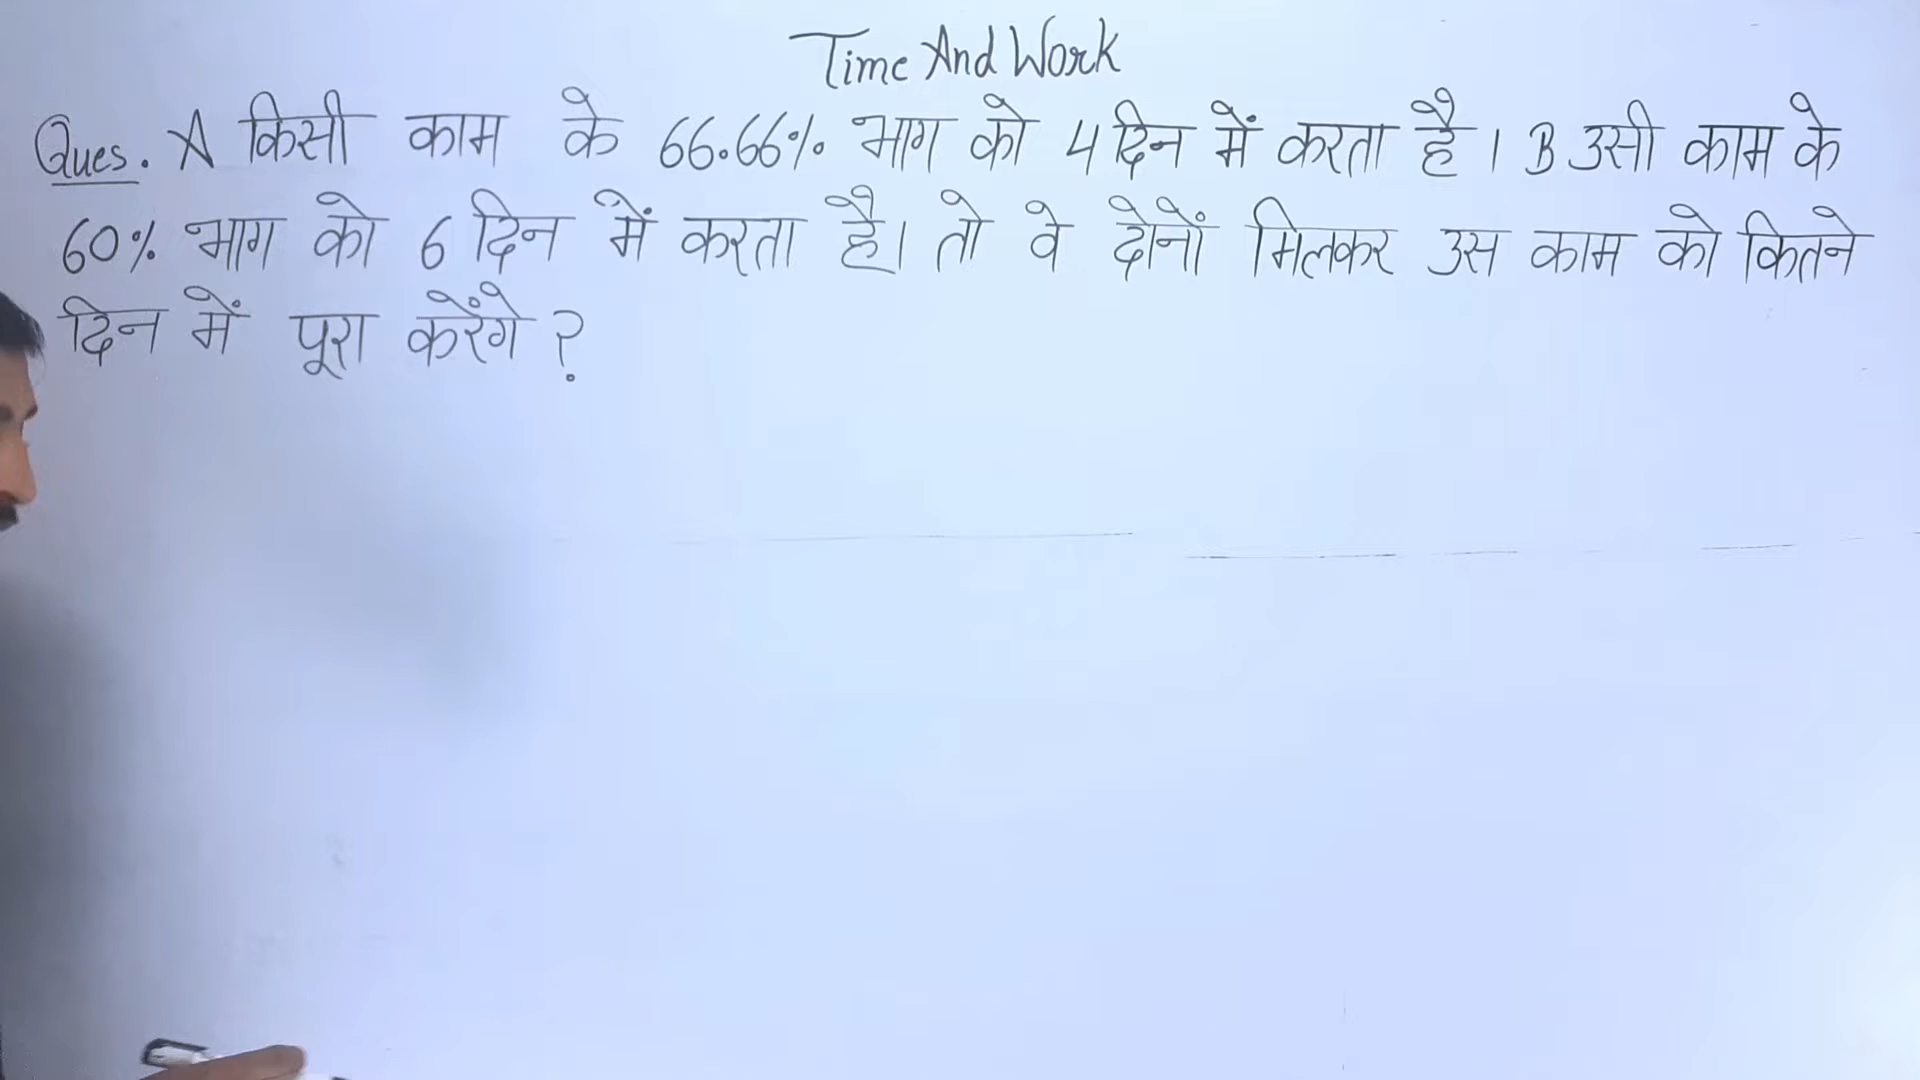 Time And Work
Ques. A किसी काम के 66.66% भाग को 4 दिन में करता है। B उसी काम के
60% भाग को 6 दिन में करता है। तो वे दोनों मिलकर उस काम को कितने
दिन में पूरा करेंगे ?